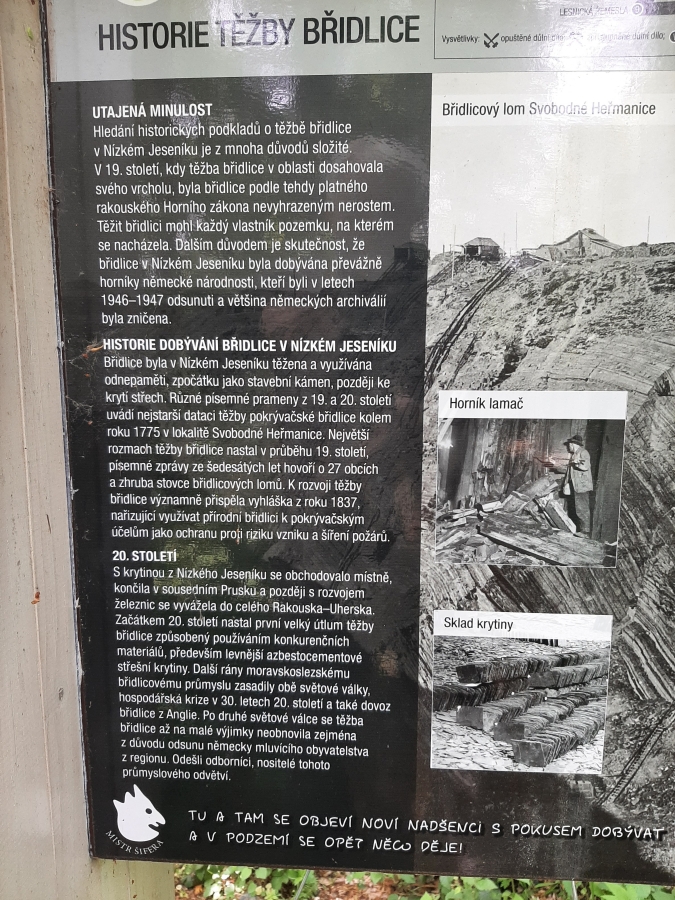 HISTORIE TĚŽBY BŘIDLICE
LESNICKÁ ŘEMESLA
Vysvětlivky: opuštěné důlní dílo;
UTAJENÁ MINULOST
Hledání historických podkladů o těžbě břidlice
v Nízkém Jeseníku je z mnoha důvodů složité.
V 19. století, kdy těžba břidlice v oblasti dosahovala
svého vrcholu, byla břidlice podle tehdy platného
rakouského Horního zákona nevyhrazeným nerostem.
Těžit břidlici mohl každý vlastník pozemku, na kterém
se nacházela. Dalším důvodem je skutečnost, že
břidlice v Nízkém Jeseníku byla dobývána převážně
horníky německé národnosti, kteří byli v letech
1946–1947 odsunuti a většina německých archiválií
byla zničena.
HISTORIE DOBÝVÁNÍ BŘIDLICE V NÍZKÉM JESENÍKU
Břidlice byla v Nízkém Jeseníku těžena a využívána
odnepaměti, zpočátku jako stavební kámen, později ke
krytí střech. Různé písemné prameny z 19. a 20. století
uvádí nejstarší dataci těžby pokrývačské břidlice kolem
roku 1775 v lokalitě Svobodné Heřmanice. Největší
rozmach těžby břidlice nastal v průběhu 19. století,
písemné zprávy ze šedesátých let hovoří o 27 obcích
a zhruba stovce břidlicových lomů. K rozvoji těžby
břidlice významně přispěla vyhláška z roku 1837,
nařizující využívat přírodní břidlici k pokrývačským
účelům jako ochranu proti riziku vzniku a šíření požárů.
20. STOLETÍ
S krytinou z Nízkého Jeseníku se obchodovalo místně,
končila v sousedním Prusku a později s rozvojem
železnic se vyvážela do celého Rakouska–Uherska.
Začátkem 20. století nastal první velký útlum těžby
břidlice způsobený používáním konkurenčních
materiálů, především levnější azbestocementové
střešní krytiny. Další rány moravskoslezskému
břidlicovému průmyslu zasadily obě světové války,
hospodářská krize v 30. letech 20. století a také dovoz
břidlice z Anglie. Po druhé světové válce se těžba
břidlice až na malé výjimky neobnovila zejména
z důvodu odsunu německy mluvícího obyvatelstva
z regionu. Odešli odborníci, nositelé tohoto
průmyslového odvětví.
Břidlicový lom Svobodné Heřmanice
Horník lamač
Sklad krytiny
MISTR ŠIFERA
TU A TAM SE OBJEVÍ NOVÍ NADŠENCI S POKUSEM DOBÝVAT
A V PODZEMÍ SE OPĚT NĚCO DĚJE!